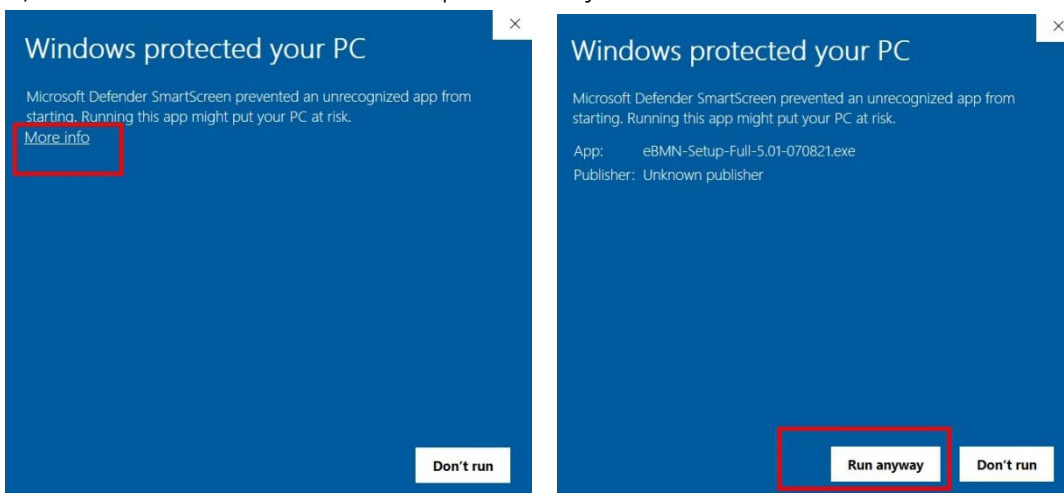 Windows protected your PC
Microsoft Defender SmartScreen prevented an unrecognized app from
starting. Running this app might put your PC at risk.
More info
Don't run
Windows protected your PC
Microsoft Defender SmartScreen prevented an unrecognized app from
starting. Running this app might put your PC at risk.
App: eBMN-Setup-Full-5.01-070821.exe
Publisher: Unknown publisher
Run anyway Don't run